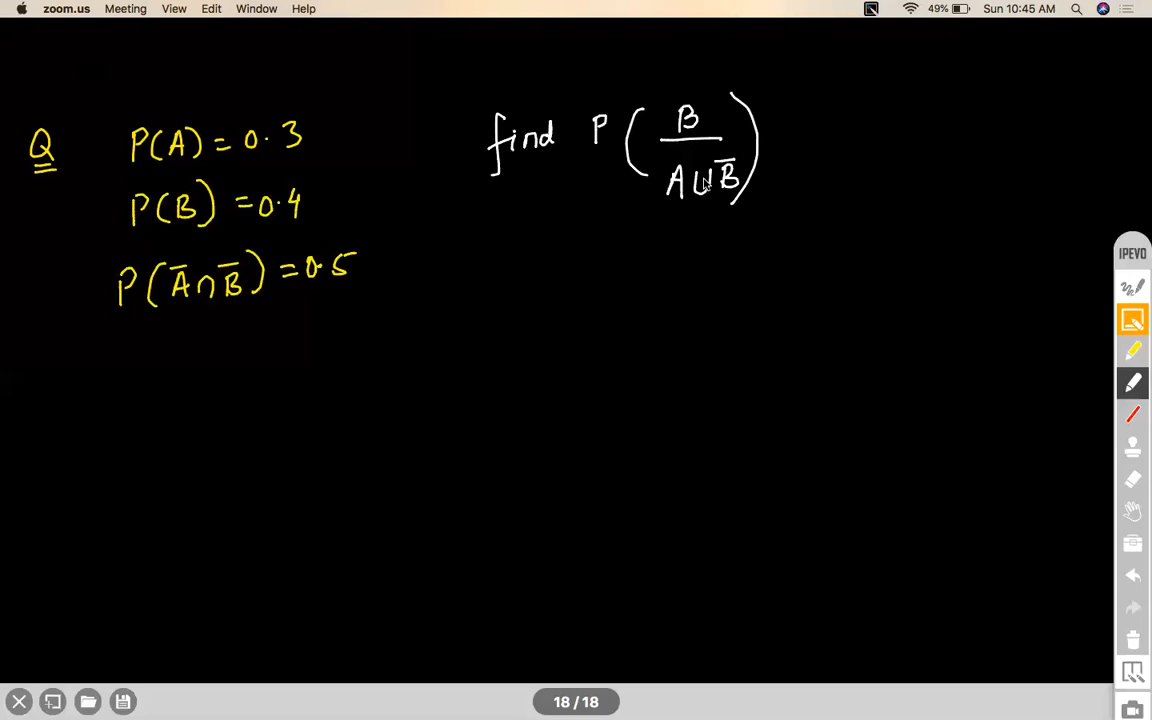 zoom.us Meeting View Edit Window Help 49% Sun 10:45 AM
Q P(A) = 0.3
find P(B/A∪B̅)
P(B) = 0.4
P(A̅∩B̅) = 0.5
IPEVO
18 / 18